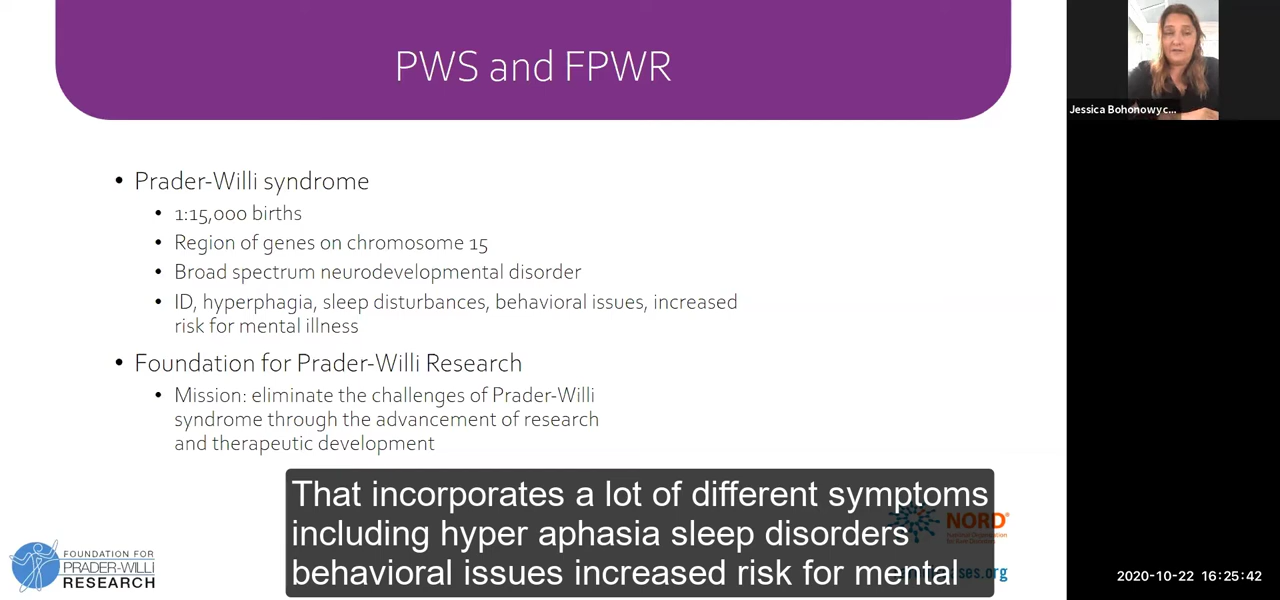 PWS and FPWR
• Prader-Willi syndrome
• 1:15,000 births
• Region of genes on chromosome 15
• Broad spectrum neurodevelopmental disorder
• ID, hyperphagia, sleep disturbances, behavioral issues, increased
risk for mental illness
• Foundation for Prader-Willi Research
• Mission: eliminate the challenges of Prader-Willi
syndrome through the advancement of research
and therapeutic development
That incorporates a lot of different symptoms
including hyper aphasia sleep disorders
behavioral issues increased risk for mental
FOUNDATION FOR
PRADER-WILLI
RESEARCH
NORD
Jessica Bohonowyc...
2020-10-22 16:25:42